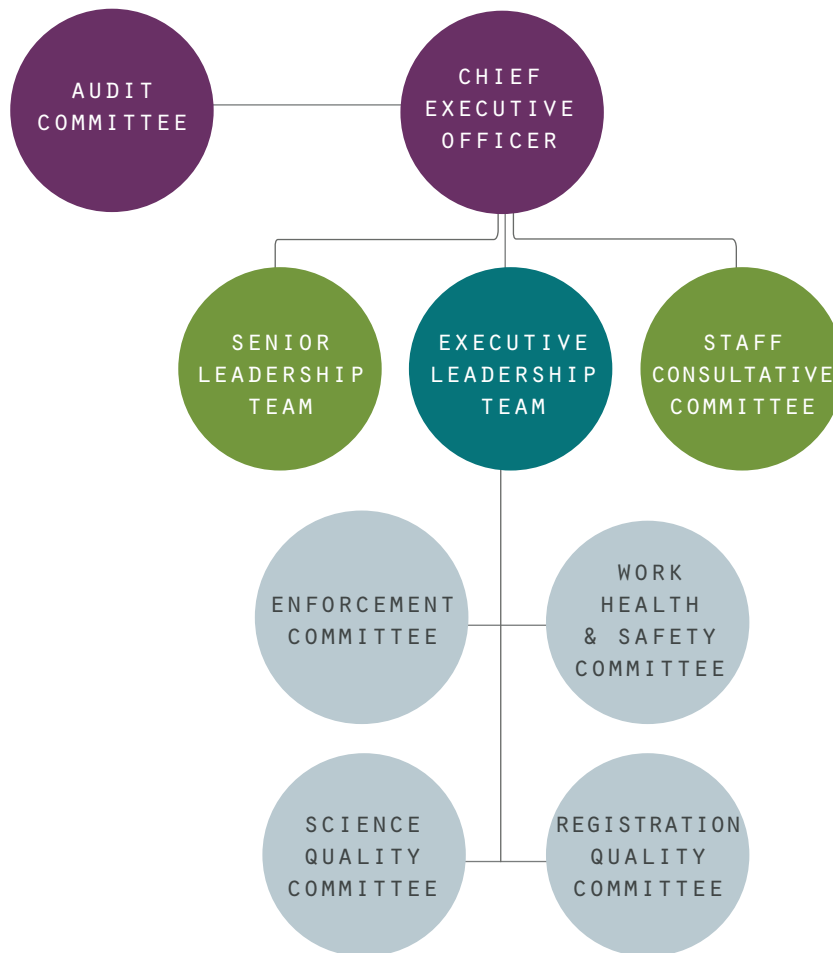 AUDIT
COMMITTEE
CHIEF
EXECUTIVE
OFFICER
SENIOR
LEADERSHIP
TEAM
EXECUTIVE
LEADERSHIP
TEAM
STAFF
CONSULTATIVE
COMMITTEE
ENFORCEMENT
COMMITTEE
WORK
HEALTH
& SAFETY
COMMITTEE
SCIENCE
QUALITY
COMMITTEE
REGISTRATION
QUALITY
COMMITTEE